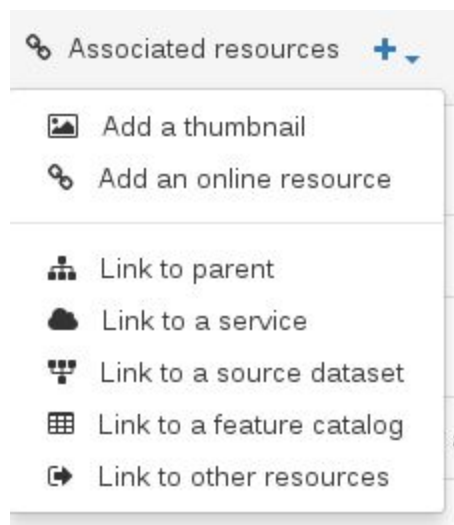 Associated resources
Add a thumbnail
Add an online resource
Link to parent
Link to a service
Link to a source dataset
Link to a feature catalog
Link to other resources